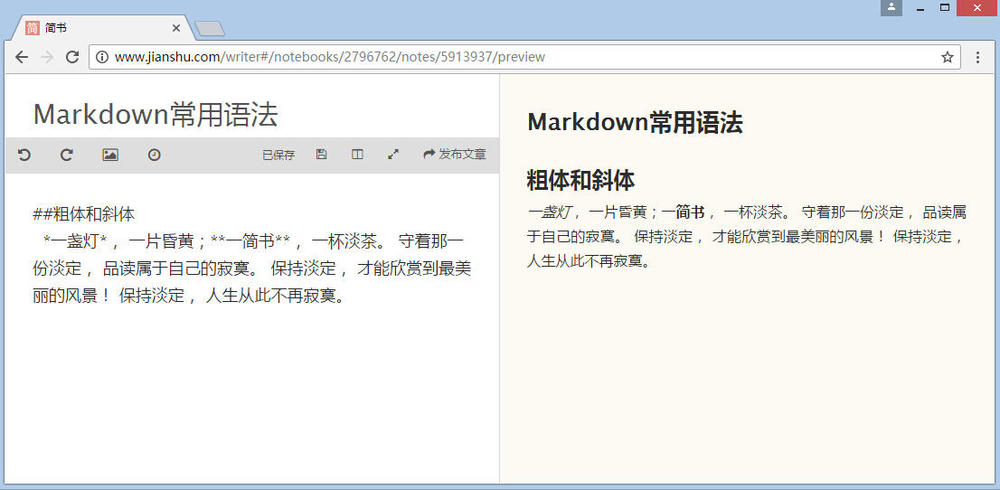 简 简书
www.jianshu.com/writer#/notebooks/2796762/notes/5913937/preview
Markdown常用语法
已保存 发布文章
##粗体和斜体
*一盏灯* ，一片昏黄；**一简书** ，一杯淡茶。 守着那一
份淡定 ，品读属于自己的寂寞。 保持淡定 ，才能欣赏到最美
丽的风景！ 保持淡定 ，人生从此不再寂寞。
Markdown常用语法
粗体和斜体
一盏灯 ，一片昏黄；一简书 ，一杯淡茶。 守着那一份淡定 ，品读属
于自己的寂寞。 保持淡定 ，才能欣赏到最美丽的风景！ 保持淡定 ，
人生从此不再寂寞。